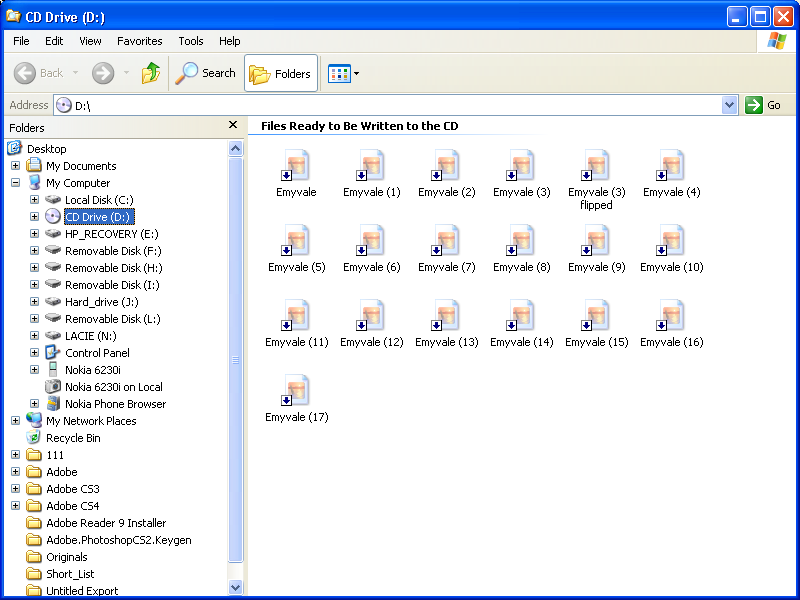 CD Drive (D:)
File Edit View Favorites Tools Help
Back Search Folders
Address D:\ Go
Folders
Desktop
My Documents
My Computer
Local Disk (C:)
CD Drive (D:)
HP_RECOVERY (E:)
Removable Disk (F:)
Removable Disk (H:)
Removable Disk (I:)
Hard_drive (J:)
Removable Disk (L:)
LACIE (N:)
Control Panel
Nokia 6230i
Nokia 6230i on Local
Nokia Phone Browser
My Network Places
Recycle Bin
111
Adobe
Adobe CS3
Adobe CS4
Adobe Reader 9 Installer
Adobe.PhotoshopCS2.Keygen
Originals
Short_List
Untitled Export
Files Ready to Be Written to the CD
Emyvale Emyvale (1) Emyvale (2) Emyvale (3) Emyvale (3) Emyvale (4)
flipped
Emyvale (5) Emyvale (6) Emyvale (7) Emyvale (8) Emyvale (9) Emyvale (10)
Emyvale (11) Emyvale (12) Emyvale (13) Emyvale (14) Emyvale (15) Emyvale (16)
Emyvale (17)